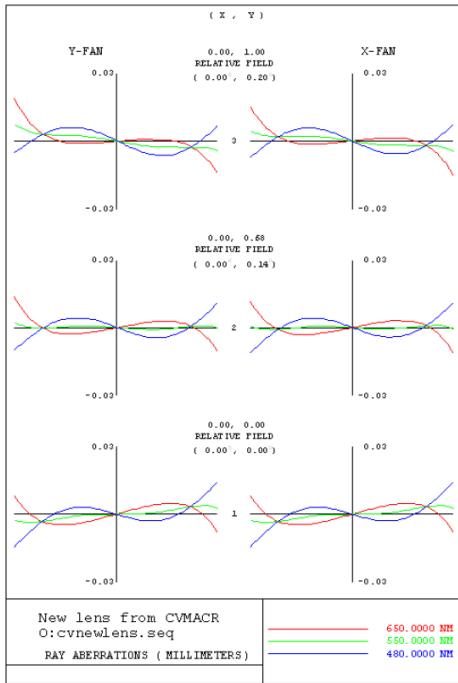 ( X , Y )
Y-FAN 0.00, 1.00 X-FAN
RELATIVE FIELD
0.03 ( 0.00°, 0.20° ) 0.03
3
-0.03 -0.03
0.00, 0.68
RELATIVE FIELD
0.03 ( 0.00°, 0.14° ) 0.03
2
-0.03 -0.03
0.00, 0.00
RELATIVE FIELD
0.03 ( 0.00°, 0.00° ) 0.03
1
-0.03 -0.03
New lens from CVMACR
O:cvnewlens.seq
RAY ABERRATIONS ( MILLIMETERS )
650.0000 NM
550.0000 NM
480.0000 NM